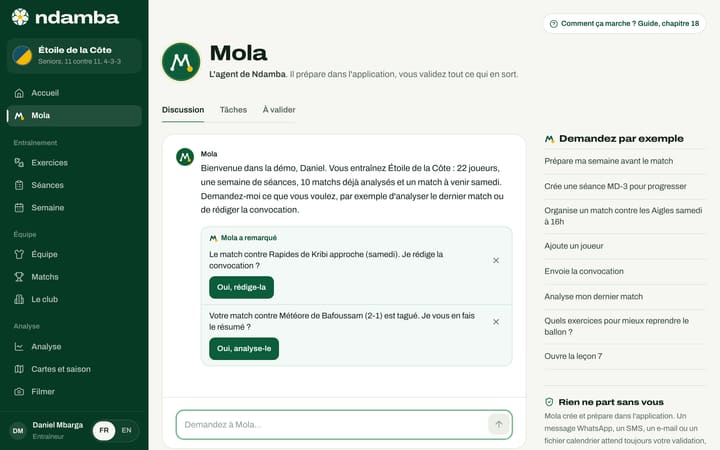 ndamba
Étoile de la Côte
Seniors, 11 contre 11, 4-3-3
Accueil
Mola
Entraînement
Exercices
Séances
Semaine
Équipe
Équipe
Matchs
Le club
Analyse
Analyse
Cartes et saison
Filmer
DM
Daniel Mbarga
Entraîneur
FR
EN
Comment ça marche ? Guide, chapitre 18
Mola
L'agent de Ndamba. Il prépare dans l'application, vous validez tout ce qui en sort.
Discussion
Tâches
À valider
Mola
Bienvenue dans la démo, Daniel. Vous entraînez Étoile de la Côte : 22 joueurs,
une semaine de séances, 10 matchs déjà analysés et un match à venir samedi.
Demandez-moi ce que vous voulez, par exemple d'analyser le dernier match ou
de rédiger la convocation.
Mola a remarqué
Le match contre Rapides de Kribi approche (samedi). Je rédige la
convocation ?
Oui, rédige-la
Votre match contre Météore de Bafoussam (2-1) est tagué. Je vous en fais
le résumé ?
Oui, analyse-le
Demandez à Mola...
Demandez par exemple
Prépare ma semaine avant le match
Crée une séance MD-3 pour progresser
Organise un match contre les Aigles samedi
à 16h
Ajoute un joueur
Envoie la convocation
Analyse mon dernier match
Quels exercices pour mieux reprendre le
ballon ?
Ouvre la leçon 7
Rien ne part sans vous
Mola crée et prépare dans l'application. Un
message WhatsApp, un SMS, un e-mail ou un
fichier calendrier attend toujours votre validation,